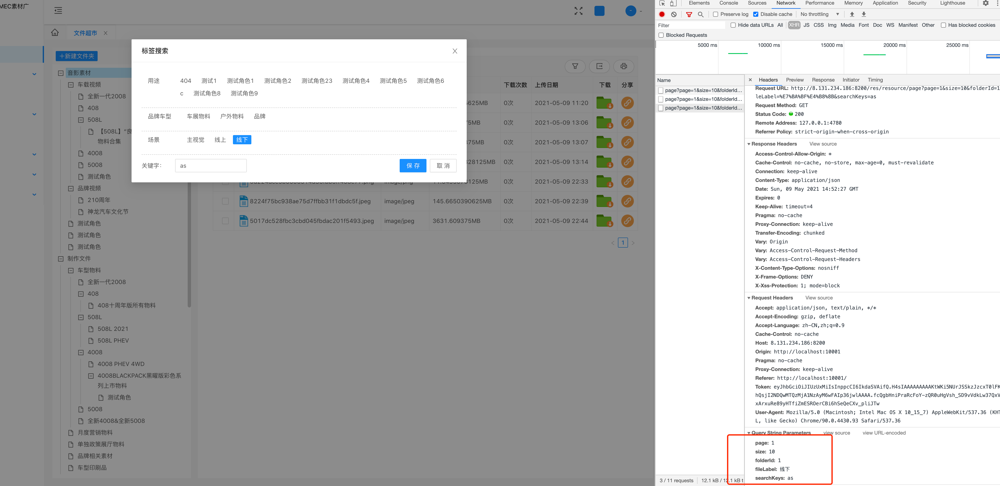 MEC素材广
文件超市
+新建文件夹
音影素材
车载视频
全新一代2008
408
508L
【508L】“良
物料合集
4008
5008
测试角色
品牌视频
210周年
神龙汽车文化节
测试角色
测试角色
测试角色
制作文件
车型物料
全新一代2008
408
408十周年版所有物料
508L
508L 2021
508L PHEV
4008
4008 PHEV 4WD
4008BLACKPACK黑曜版彩色系
列上市物料
测试角色
5008
全新4008&全新5008
月度营销物料
单独政策展厅物料
品牌相关素材
车型印刷品
标签搜索
用途 404 测试1 测试角色1 测试角色2 测试角色23 测试角色4 测试角色5 测试角色6
c 测试角色8 测试角色9
品牌车型 车展物料 户外物料 品牌
场景 主视觉 线上 线下
关键字: as 保 存 取 消
下载次数 上传日期 下载 分享
5625MB 0次 2021-05-09 11:20
75MB 0次 2021-05-09 13:06
375MB 0次 2021-05-09 13:07
328125MB 0次 2021-05-09 13:14
0次 2021-05-09 22:33
8224f75bc938ae75d7ffbb31f1dbdc5f.jpeg image/jpeg 145.6650390625MB 0次 2021-05-09 22:39
5017dc528fbc3cbd045fbdac201f5493.jpeg image/jpeg 3631.609375MB 0次 2021-05-09 22:44
1
Elements Console Sources Network Performance Memory Application Security Lighthouse
Preserve log Disable cache No throttling
Filter Hide data URLs All XHR JS CSS Img Media Font Doc WS Manifest Other Has blocked cookies
Blocked Requests
5000 ms 10000 ms 15000 ms 20000 ms 25000 ms
Name
page?page=1&size=10&folderId...
page?page=1&size=10&folderId...
page?page=1&size=10&folderId...
3 / 11 requests 12.1 kB / 12.1 kB t
Headers Preview Response Initiator Timing
Request URL: http://8.131.234.186:8200/res/resource/page?page=1&size=10&folderId=1
leLabel=%E7%BA%BF%E4%B8%8B&searchKeys=as
Request Method: GET
Status Code: 200
Remote Address: 127.0.0.1:4780
Referrer Policy: strict-origin-when-cross-origin
Response Headers View source
Access-Control-Allow-Origin: *
Cache-Control: no-cache, no-store, max-age=0, must-revalidate
Connection: keep-alive
Content-Type: application/json
Date: Sun, 09 May 2021 14:52:27 GMT
Expires: 0
Keep-Alive: timeout=4
Pragma: no-cache
Proxy-Connection: keep-alive
Transfer-Encoding: chunked
Vary: Origin
Vary: Access-Control-Request-Method
Vary: Access-Control-Request-Headers
X-Content-Type-Options: nosniff
X-Frame-Options: DENY
X-Xss-Protection: 1; mode=block
Request Headers View source
Accept: application/json, text/plain, */*
Accept-Encoding: gzip, deflate
Accept-Language: zh-CN,zh;q=0.9
Cache-Control: no-cache
Host: 8.131.234.186:8200
Origin: http://localhost:10001
Pragma: no-cache
Proxy-Connection: keep-alive
Referer: http://localhost:10001/
Token: eyJhbGciOiJIUzUxMiIsInppcCI6IkdaSVAifQ.H4sIAAAAAAAAAKtWKi5NUrJSSkzJzcxT0lFK
hQsjI2NDQwMTQzMjA1NzAyM6wFAIp36jwlAAAA.fcQgbHniPraRcFoY-zQR0uHgVsh_SD9vVdkLw37QxV
xArxuRe89yHTfiZmESROerCBi6hSeQeCXv_pliJTw
User-Agent: Mozilla/5.0 (Macintosh; Intel Mac OS X 10_15_7) AppleWebKit/537.36 (KHT
L, like Gecko) Chrome/90.0.4430.93 Safari/537.36
Query String Parameters view source view URL-encoded
page: 1
size: 10
folderId: 1
fileLabel: 线下
searchKeys: as